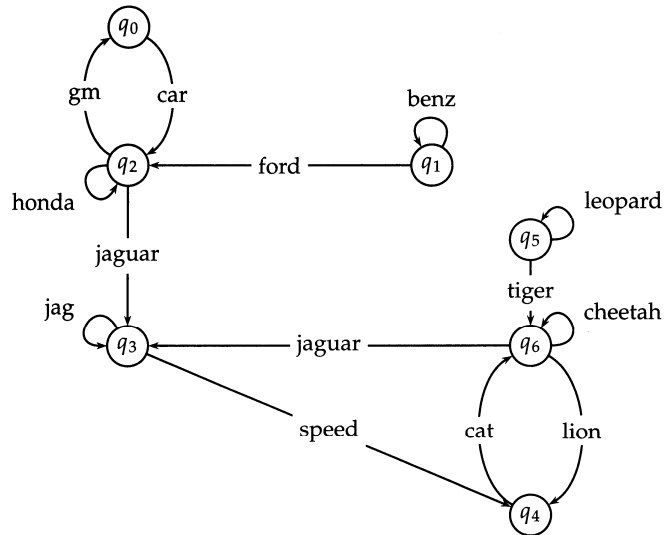 q0
gm
car
benz
q2
ford
q1
honda
leopard
q5
jaguar
tiger
jag
cheetah
q3
jaguar
q6
speed
cat
lion
q4